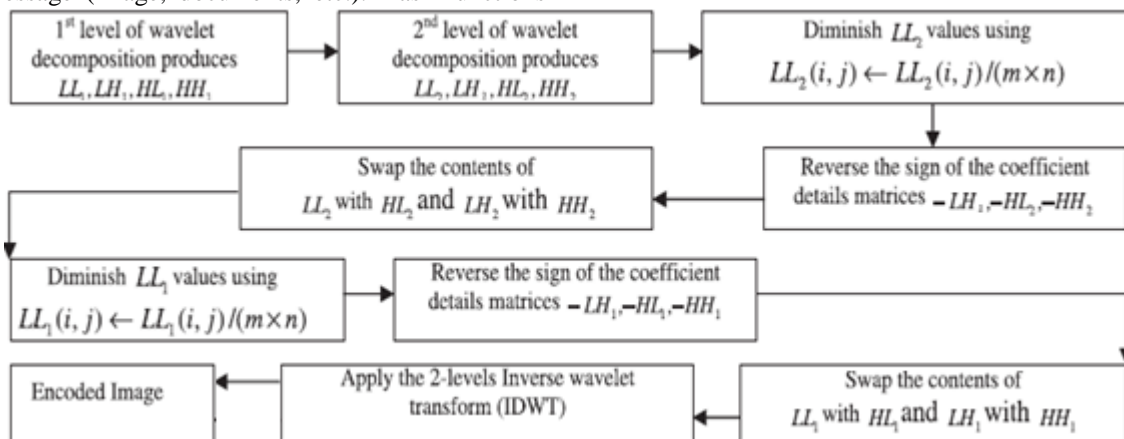 1st level of wavelet
decomposition produces
LL₁, LH₁, HL₁, HH₁
2nd level of wavelet
decomposition produces
LL₂, LH₂, HL₂, HH₂
Diminish LL₂ values using
LL₂(i, j) ← LL₂(i, j)/(m×n)
Reverse the sign of the coefficient
details matrices −LH₂,−HL₂,−HH₂
Swap the contents of
LL₂ with HL₂ and LH₂ with HH₂
Diminish LL₁ values using
LL₁(i, j) ← LL₁(i, j)/(m×n)
Reverse the sign of the coefficient
details matrices −LH₁,−HL₁,−HH₁
Swap the contents of
LL₁ with HL₁ and LH₁ with HH₁
Apply the 2-levels Inverse wavelet
transform (IDWT)
Encoded Image